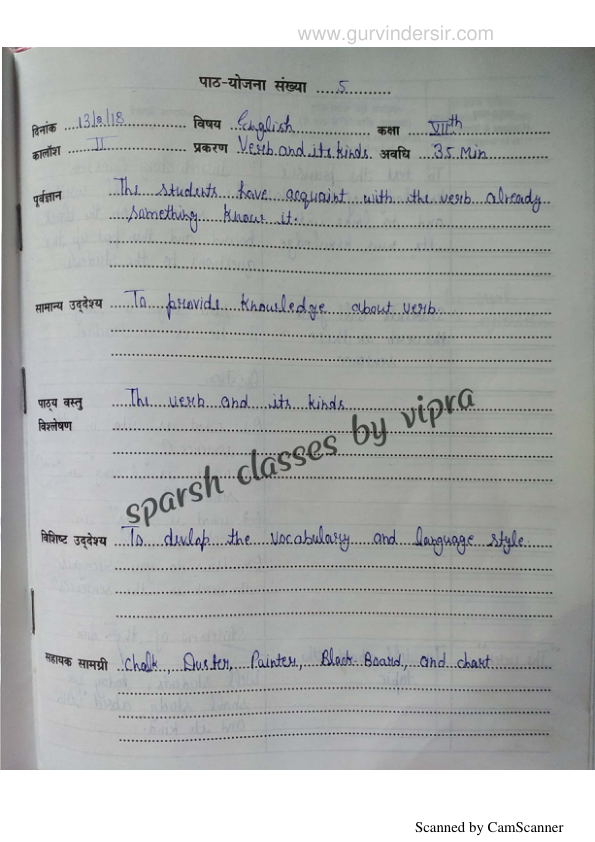 www.gurvindersir.com
पाठ-योजना संख्या .....5...........
दिनांक ....13/2/18........... विषय ..English............... कक्षा ......VIIth........
कालाँश .......II............... प्रकरण .Verb and its kinds. अवधि ...35 Min......
पूर्वज्ञान The students have acquaint with the verb already
something know it.
सामान्य उद्देश्य To provide knowledge about verb
पाठ्य वस्तु The verb and its kinds
विश्लेषण
sparsh classes by vipra
विशिष्ट उद्देश्य To devlop the vocabulary and language style
सहायक सामग्री Chalk, Duster, Painter, Black Board, and chart
Scanned by CamScanner